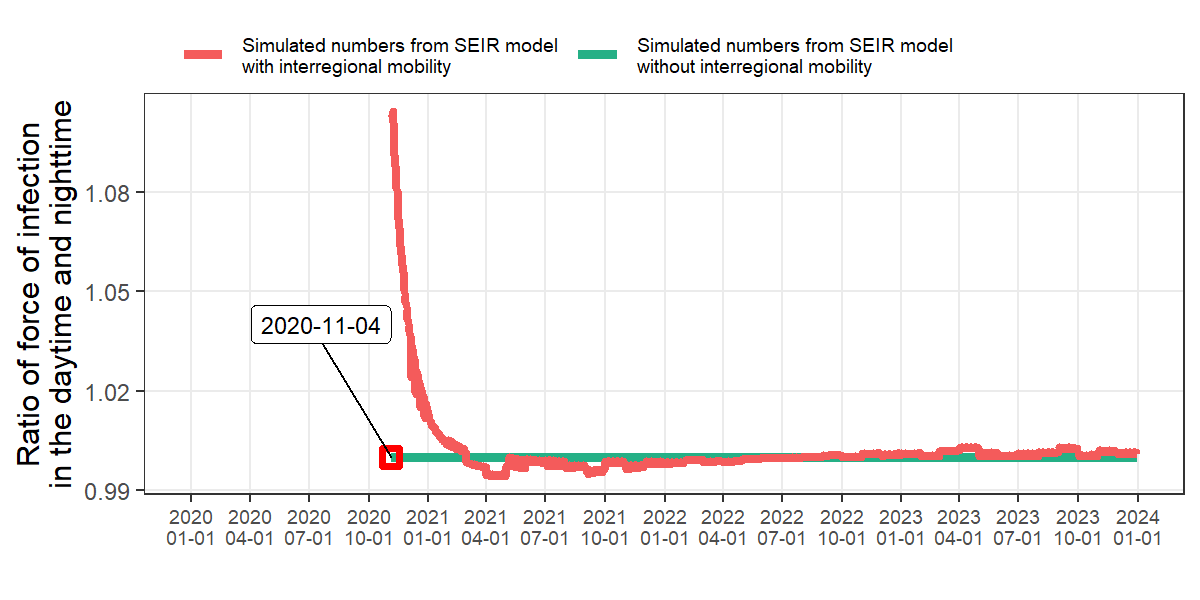 Simulated numbers from SEIR model
with interregional mobility
Simulated numbers from SEIR model
without interregional mobility
Ratio of force of infection
in the daytime and nighttime
1.08
1.05
1.02
0.99
2020-11-04
2020 2020 2020 2020 2021 2021 2021 2021 2022 2022 2022 2022 2023 2023 2023 2023 2024
01-01 04-01 07-01 10-01 01-01 04-01 07-01 10-01 01-01 04-01 07-01 10-01 01-01 04-01 07-01 10-01 01-01